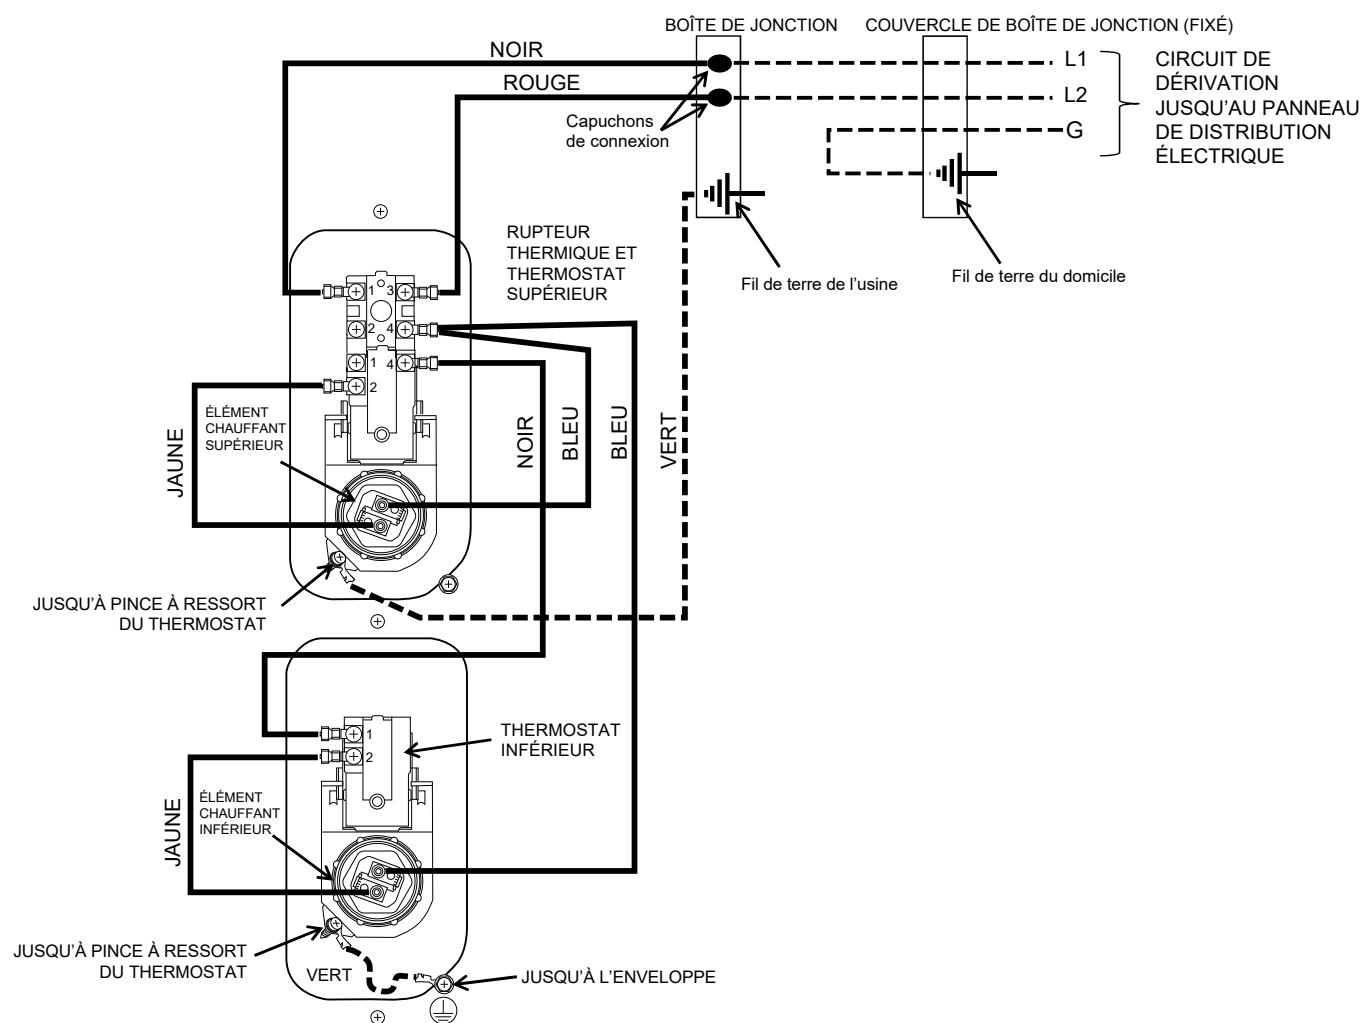 BOÎTE DE JONCTION
COUVERCLE DE BOÎTE DE JONCTION (FIXÉ)
NOIR
ROUGE
L1
L2
G
CIRCUIT DE
DÉRIVATION
JUSQU'AU PANNEAU
DE DISTRIBUTION
ÉLECTRIQUE
Capuchons
de connexion
Fil de terre de l'usine
Fil de terre du domicile
RUPTEUR
THERMIQUE ET
THERMOSTAT
SUPÉRIEUR
1
3
2
4
1
4
2
ÉLÉMENT
CHAUFFANT
SUPÉRIEUR
JAUNE
NOIR
BLEU
BLEU
VERT
JUSQU'À PINCE À RESSORT
DU THERMOSTAT
1
2
THERMOSTAT
INFÉRIEUR
ÉLÉMENT
CHAUFFANT
INFÉRIEUR
JAUNE
JUSQU'À PINCE À RESSORT
DU THERMOSTAT
VERT
JUSQU'À L'ENVELOPPE